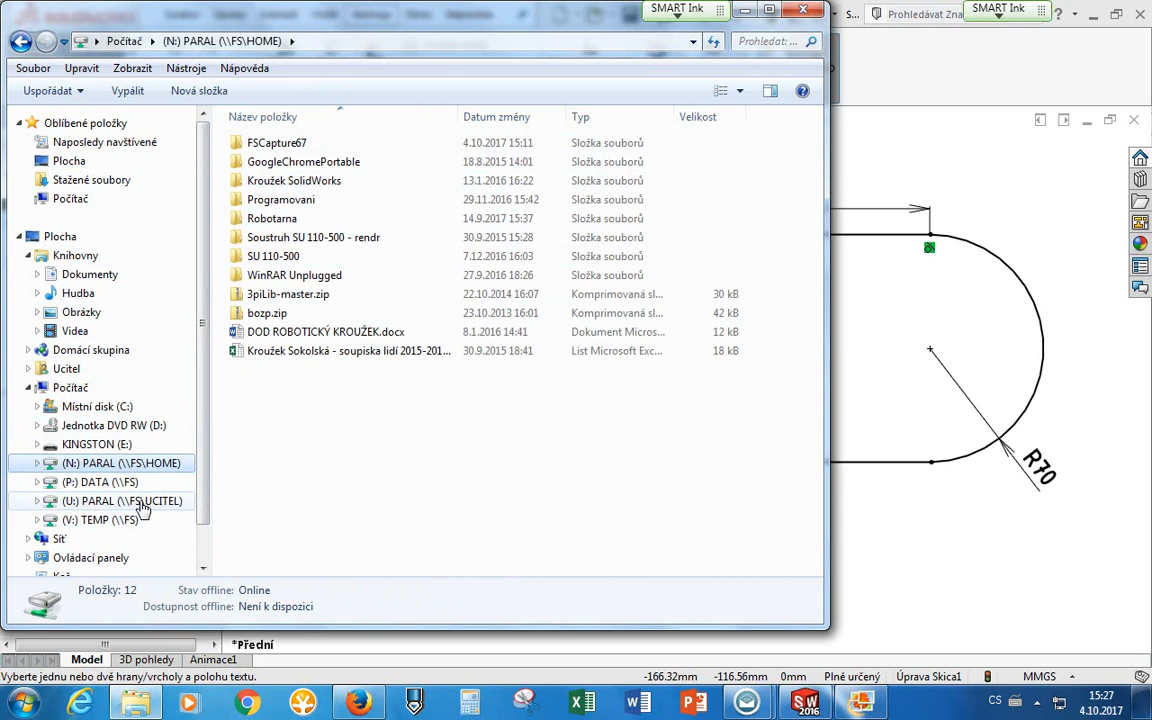 SMART Ink
S...
Prohledávat Zna
SMART Ink
?
Počítač
(N:) PARAL (\\FS\HOME)
Prohledat: ...
Soubor Upravit Zobrazit Nástroje Nápověda
Uspořádat Vypálit Nová složka
Název položky Datum změny Typ Velikost
FSCapture67 4.10.2017 15:11 Složka souborů
GoogleChromePortable 18.8.2015 14:01 Složka souborů
Kroužek SolidWorks 13.1.2016 16:22 Složka souborů
Programovani 29.11.2016 15:42 Složka souborů
Robotarna 14.9.2017 15:37 Složka souborů
Soustruh SU 110-500 - rendr 30.9.2015 15:28 Složka souborů
SU 110-500 7.12.2016 16:03 Složka souborů
WinRAR Unplugged 27.9.2016 18:26 Složka souborů
3piLib-master.zip 22.10.2014 16:07 Komprimovaná sl... 30 kB
bozp.zip 23.10.2013 16:01 Komprimovaná sl... 42 kB
DOD ROBOTICKÝ KROUŽEK.docx 8.1.2016 14:41 Dokument Micros... 12 kB
Kroužek Sokolská - soupiska lidí 2015-201... 30.9.2015 18:41 List Microsoft Exc... 18 kB
Oblíbené položky
Naposledy navštívené
Plocha
Stažené soubory
Počítač
Plocha
Knihovny
Dokumenty
Hudba
Obrázky
Videa
Domácí skupina
Ucitel
Počítač
Místní disk (C:)
Jednotka DVD RW (D:)
KINGSTON (E:)
(N:) PARAL (\\FS\HOME)
(P:) DATA (\\FS)
(U:) PARAL (\\FS\UCITEL)
(V:) TEMP (\\FS)
Síť
Ovládací panely
Položky: 12 Stav offline: Online
Dostupnost offline: Není k dispozici
R70
*Přední
Model 3D pohledy Animace1
Vyberte jednu nebo dvě hrany/vrcholy a polohu textu. -166.32mm -116.56mm 0mm Plně určený Úprava Skica1 MMGS
SW
2016
CS
15:27
4.10.2017